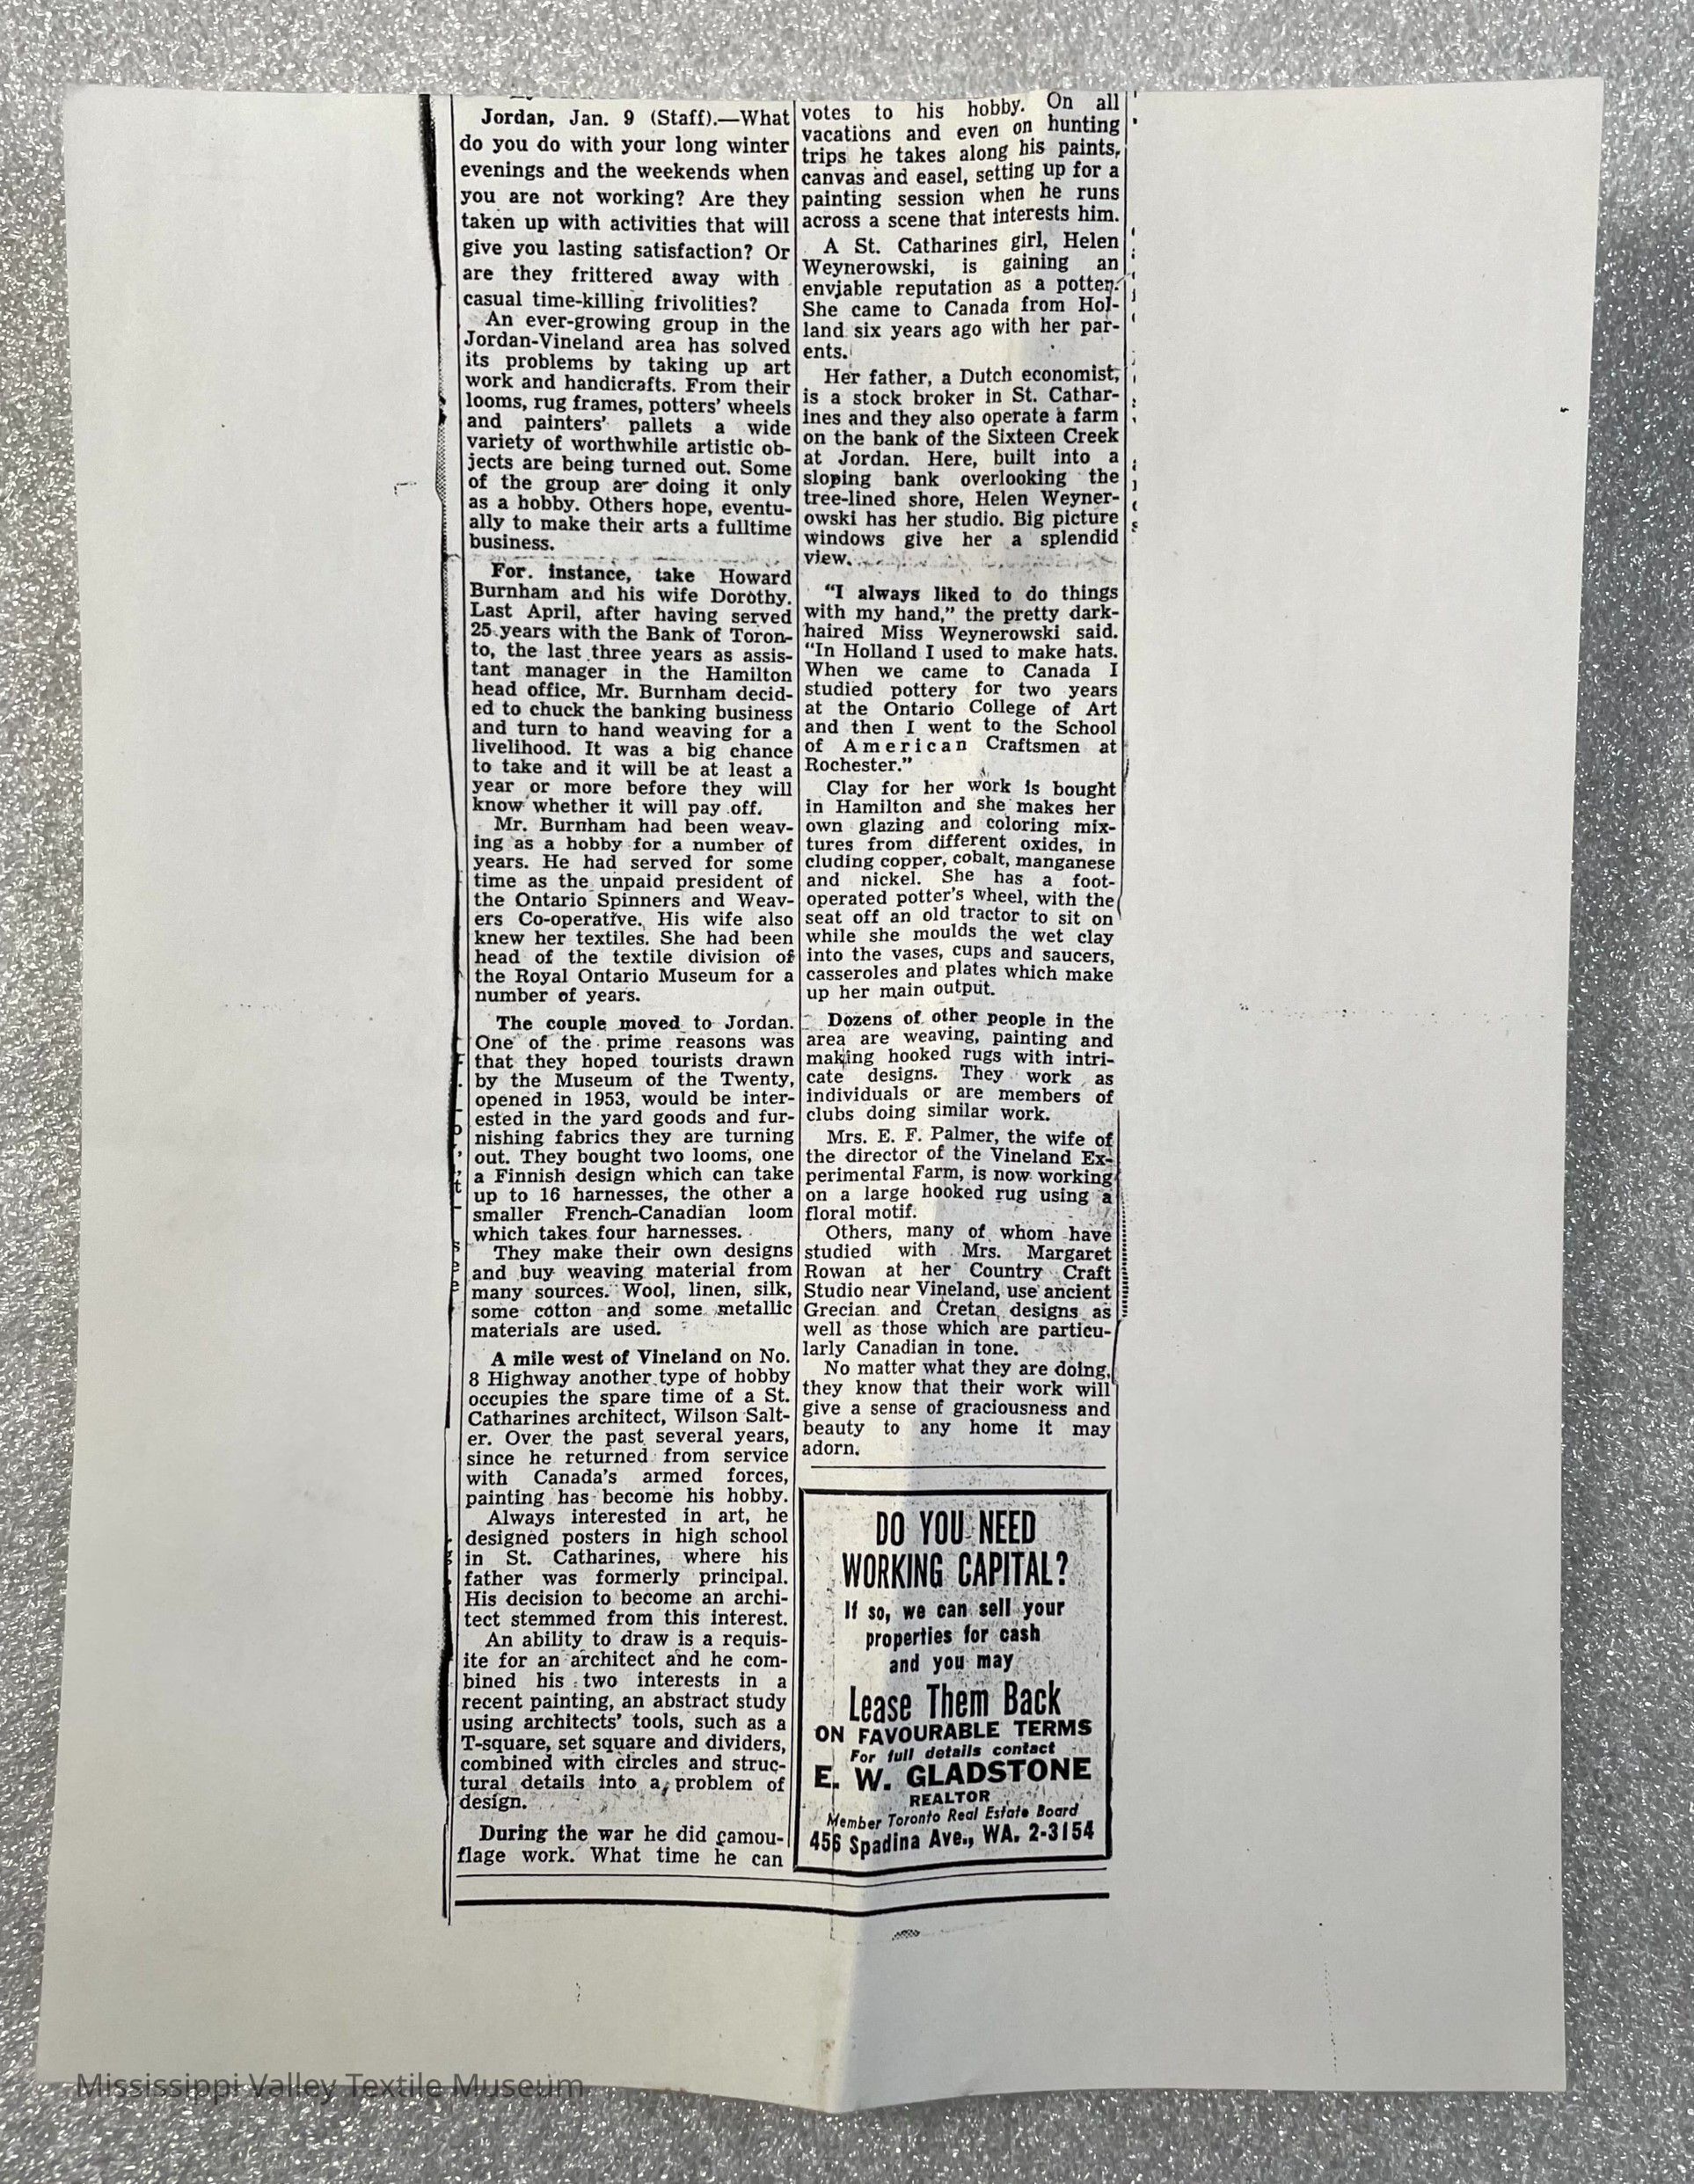 Jordan, Jan. 9 (Staff).—What
do you do with your long winter
evenings and the weekends when
you are not working? Are they
taken up with activities that will
give you lasting satisfaction? Or
are they frittered away with
casual time-killing frivolities?
An ever-growing group in the
Jordan-Vineland area has solved
its problems by taking up art
work and handicrafts. From their
looms, rug frames, potters' wheels
and painters' pallets a wide
variety of worthwhile artistic ob-
jects are being turned out. Some
of the group are doing it only
as a hobby. Others hope, eventu-
ally to make their arts a fulltime
business.
For instance, take Howard
Burnham and his wife Dorothy.
Last April, after having served
25 years with the Bank of Toron-
to, the last three years as assis-
tant manager in the Hamilton
head office, Mr. Burnham decid-
ed to chuck the banking business
and turn to hand weaving for a
livelihood. It was a big chance
to take and it will be at least a
year or more before they will
know whether it will pay off.
Mr. Burnham had been weav-
ing as a hobby for a number of
years. He had served for some
time as the unpaid president of
the Ontario Spinners and Weav-
ers Co-operative. His wife also
knew her textiles. She had been
head of the textile division of
the Royal Ontario Museum for a
number of years.
The couple moved to Jordan.
One of the prime reasons was
that they hoped tourists drawn
by the Museum of the Twenty,
opened in 1953, would be inter-
ested in the yard goods and fur-
nishing fabrics they are turning
out. They bought two looms, one
a Finnish design which can take
up to 16 harnesses, the other a
smaller French-Canadian loom
which takes four harnesses.
They make their own designs
and buy weaving material from
many sources. Wool, linen, silk,
some cotton and some metallic
materials are used.
A mile west of Vineland on No.
8 Highway another type of hobby
occupies the spare time of a St.
Catharines architect, Wilson Salt-
er. Over the past several years,
since he returned from service
with Canada's armed forces,
painting has become his hobby.
Always interested in art, he
designed posters in high school
in St. Catharines, where his
father was formerly principal.
His decision to become an archi-
tect stemmed from this interest.
An ability to draw is a requis-
ite for an architect and he com-
bined his two interests in a
recent painting, an abstract study
using architects' tools, such as a
T-square, set square and dividers,
combined with circles and struc-
tural details into a problem of
design.
During the war he did camou-
flage work. What time he can
votes to his hobby. On all
vacations and even on hunting
trips he takes along his paints,
canvas and easel, setting up for a
painting session when he runs
across a scene that interests him.
A St. Catharines girl, Helen
Weynerowski, is gaining an
enviable reputation as a potter.
She came to Canada from Hol-
land six years ago with her par-
ents.
Her father, a Dutch economist,
is a stock broker in St. Cathar-
ines and they also operate a farm
on the bank of the Sixteen Creek
at Jordan. Here, built into a
sloping bank overlooking the
tree-lined shore, Helen Weyner-
owski has her studio. Big picture
windows give her a splendid
view.
"I always liked to do things
with my hand," the pretty dark-
haired Miss Weynerowski said.
"In Holland I used to make hats.
When we came to Canada I
studied pottery for two years
at the Ontario College of Art
and then I went to the School
of American Craftsmen at
Rochester."
Clay for her work is bought
in Hamilton and she makes her
own glazing and coloring mix-
tures from different oxides, in
cluding copper, cobalt, manganese
and nickel. She has a foot-
operated potter's wheel, with the
seat off an old tractor to sit on
while she moulds the wet clay
into the vases, cups and saucers,
casseroles and plates which make
up her main output.
Dozens of other people in the
area are weaving, painting and
making hooked rugs with intri-
cate designs. They work as
individuals or are members of
clubs doing similar work.
Mrs. E. F. Palmer, the wife of
the director of the Vineland Ex-
perimental Farm, is now working
on a large hooked rug using a
floral motif.
Others, many of whom have
studied with Mrs. Margaret
Rowan at her Country Craft
Studio near Vineland, use ancient
Grecian and Cretan designs as
well as those which are particu-
larly Canadian in tone.
No matter what they are doing,
they know that their work will
give a sense of graciousness and
beauty to any home it may
adorn.
DO YOU NEED
WORKING CAPITAL?
If so, we can sell your
properties for cash
and you may
Lease Them Back
ON FAVOURABLE TERMS
For full details contact
E. W. GLADSTONE
REALTOR
Member Toronto Real Estate Board
456 Spadina Ave., WA. 2-3154
Mississippi Valley Textile Museum